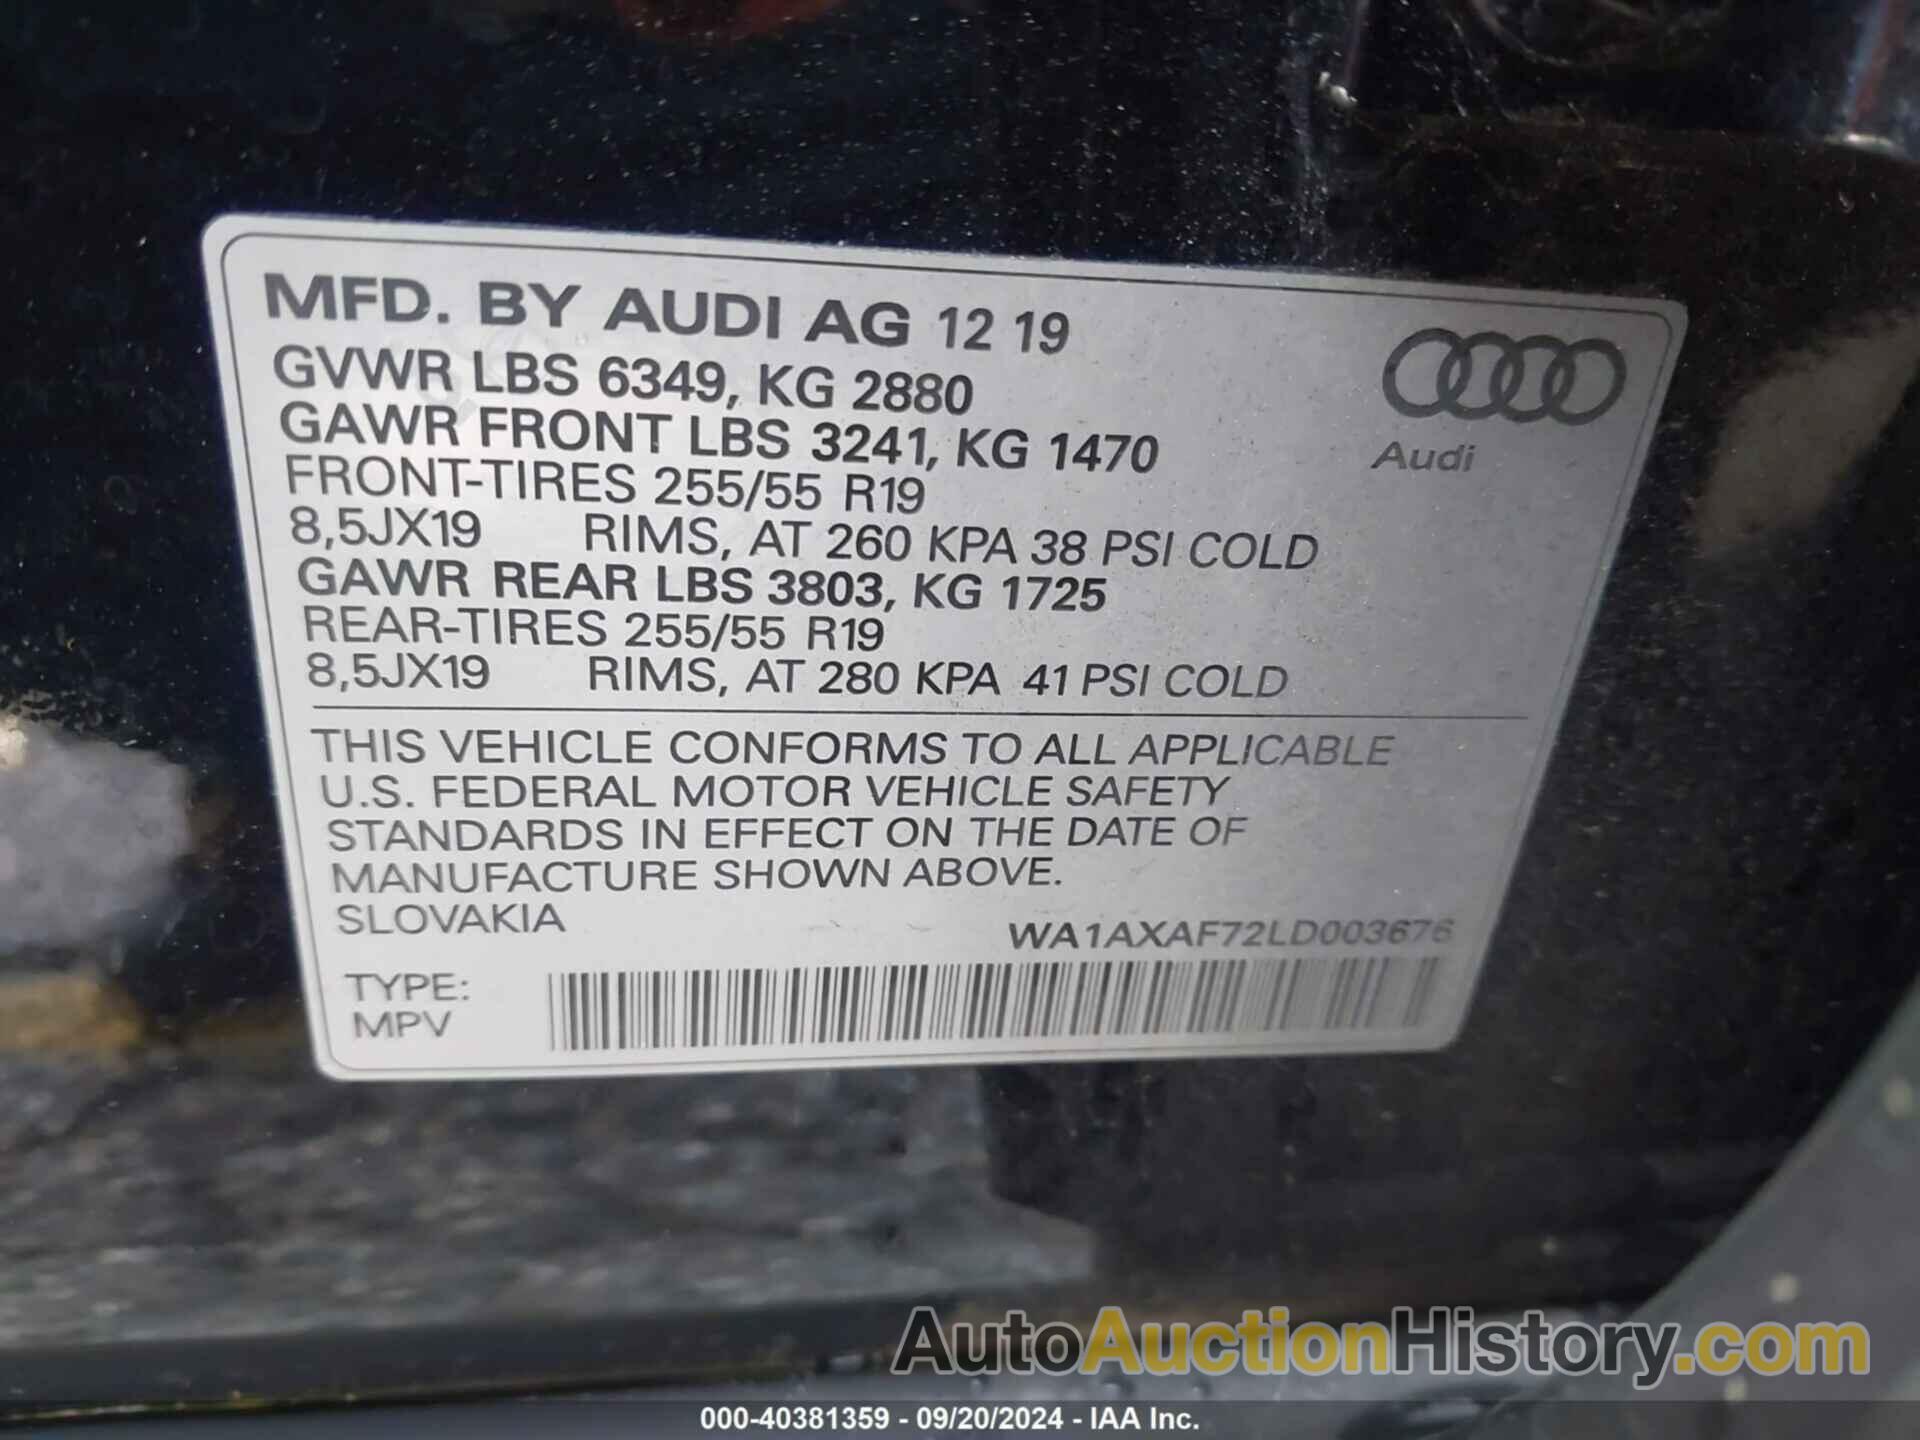 MFD. BY AUDI AG 12 19
GVWR LBS 6349, KG 2880
GAWR FRONT LBS 3241, KG 1470
FRONT-TIRES 255/55 R19
8,5JX19 RIMS, AT 260 KPA 38 PSI COLD
GAWR REAR LBS 3803, KG 1725
REAR-TIRES 255/55 R19
8,5JX19 RIMS, AT 280 KPA 41 PSI COLD
Audi
THIS VEHICLE CONFORMS TO ALL APPLICABLE
U.S. FEDERAL MOTOR VEHICLE SAFETY
STANDARDS IN EFFECT ON THE DATE OF
MANUFACTURE SHOWN ABOVE.
SLOVAKIA
WA1AXAF72LD003676
TYPE:
MPV
AutoAuctionHistory.com
000-40381359 - 09/20/2024 - IAA Inc.